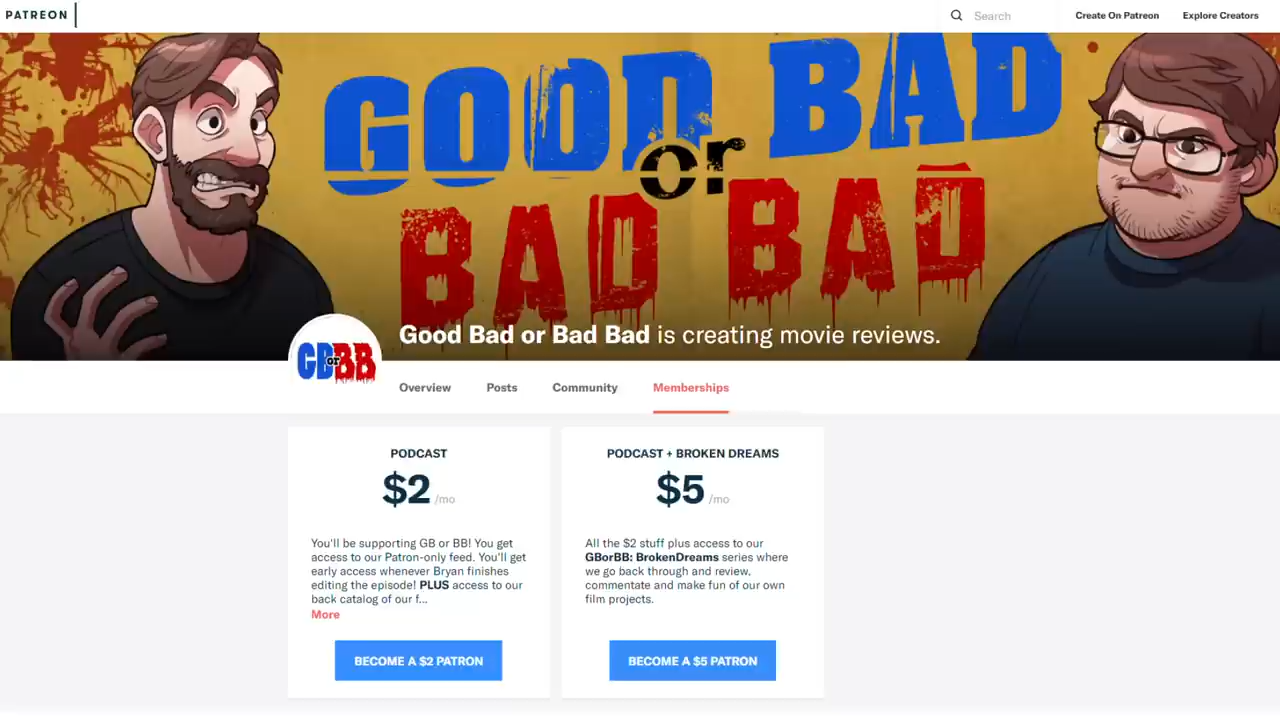 PATREON
Search
Create On Patreon
Explore Creators
GOOD BAD
or
BAD BAD
Good Bad or Bad Bad is creating movie reviews.
GB or BB
Overview
Posts
Community
Memberships
PODCAST
$2 /mo
You'll be supporting GB or BB! You get
access to our Patron-only feed. You'll get
early access whenever Bryan finishes
editing the episode! PLUS access to our
back catalog of our f...
More
BECOME A $2 PATRON
PODCAST + BROKEN DREAMS
$5 /mo
All the $2 stuff plus access to our
GBorBB: BrokenDreams series where
we go back through and review,
commentate and make fun of our own
film projects.
BECOME A $5 PATRON